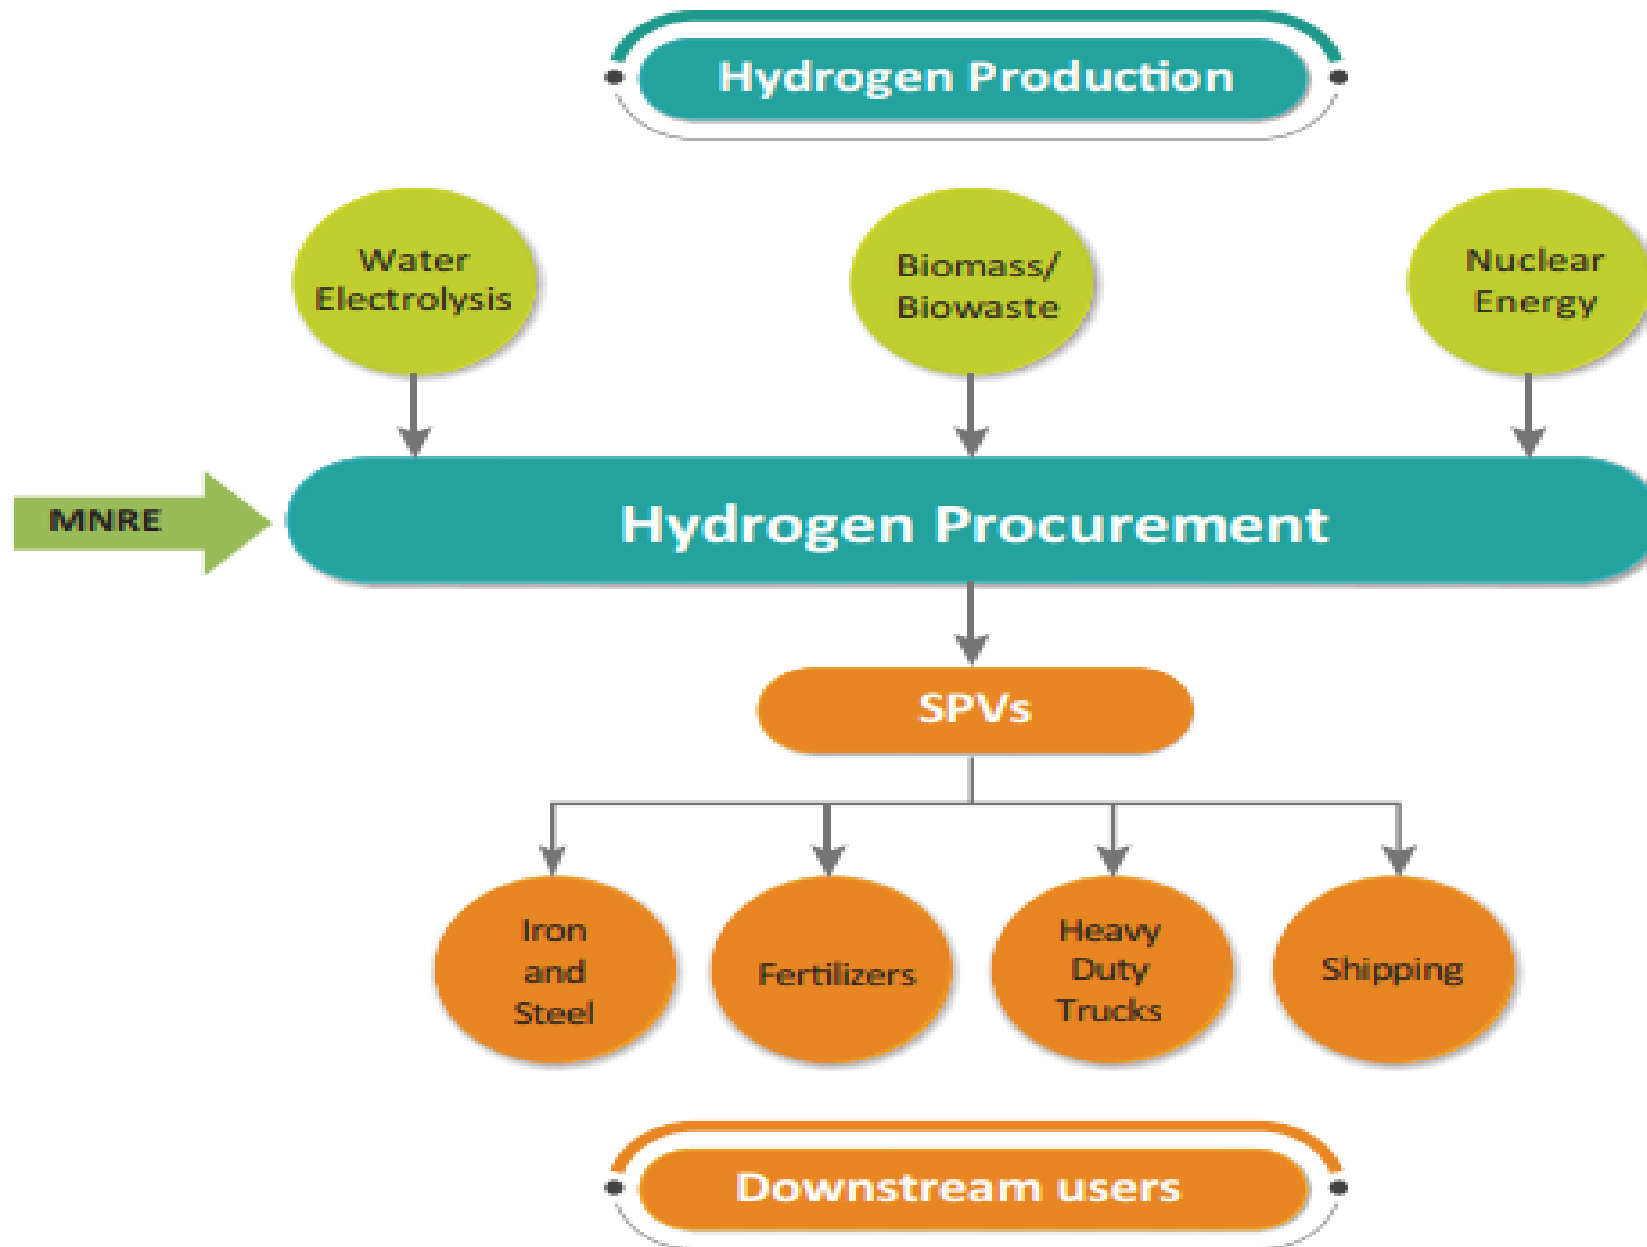 Hydrogen Production
Water
Electrolysis
Biomass/
Biowaste
Nuclear
Energy
MNRE
Hydrogen Procurement
SPVs
Iron
and
Steel
Fertilizers
Heavy
Duty
Trucks
Shipping
Downstream users